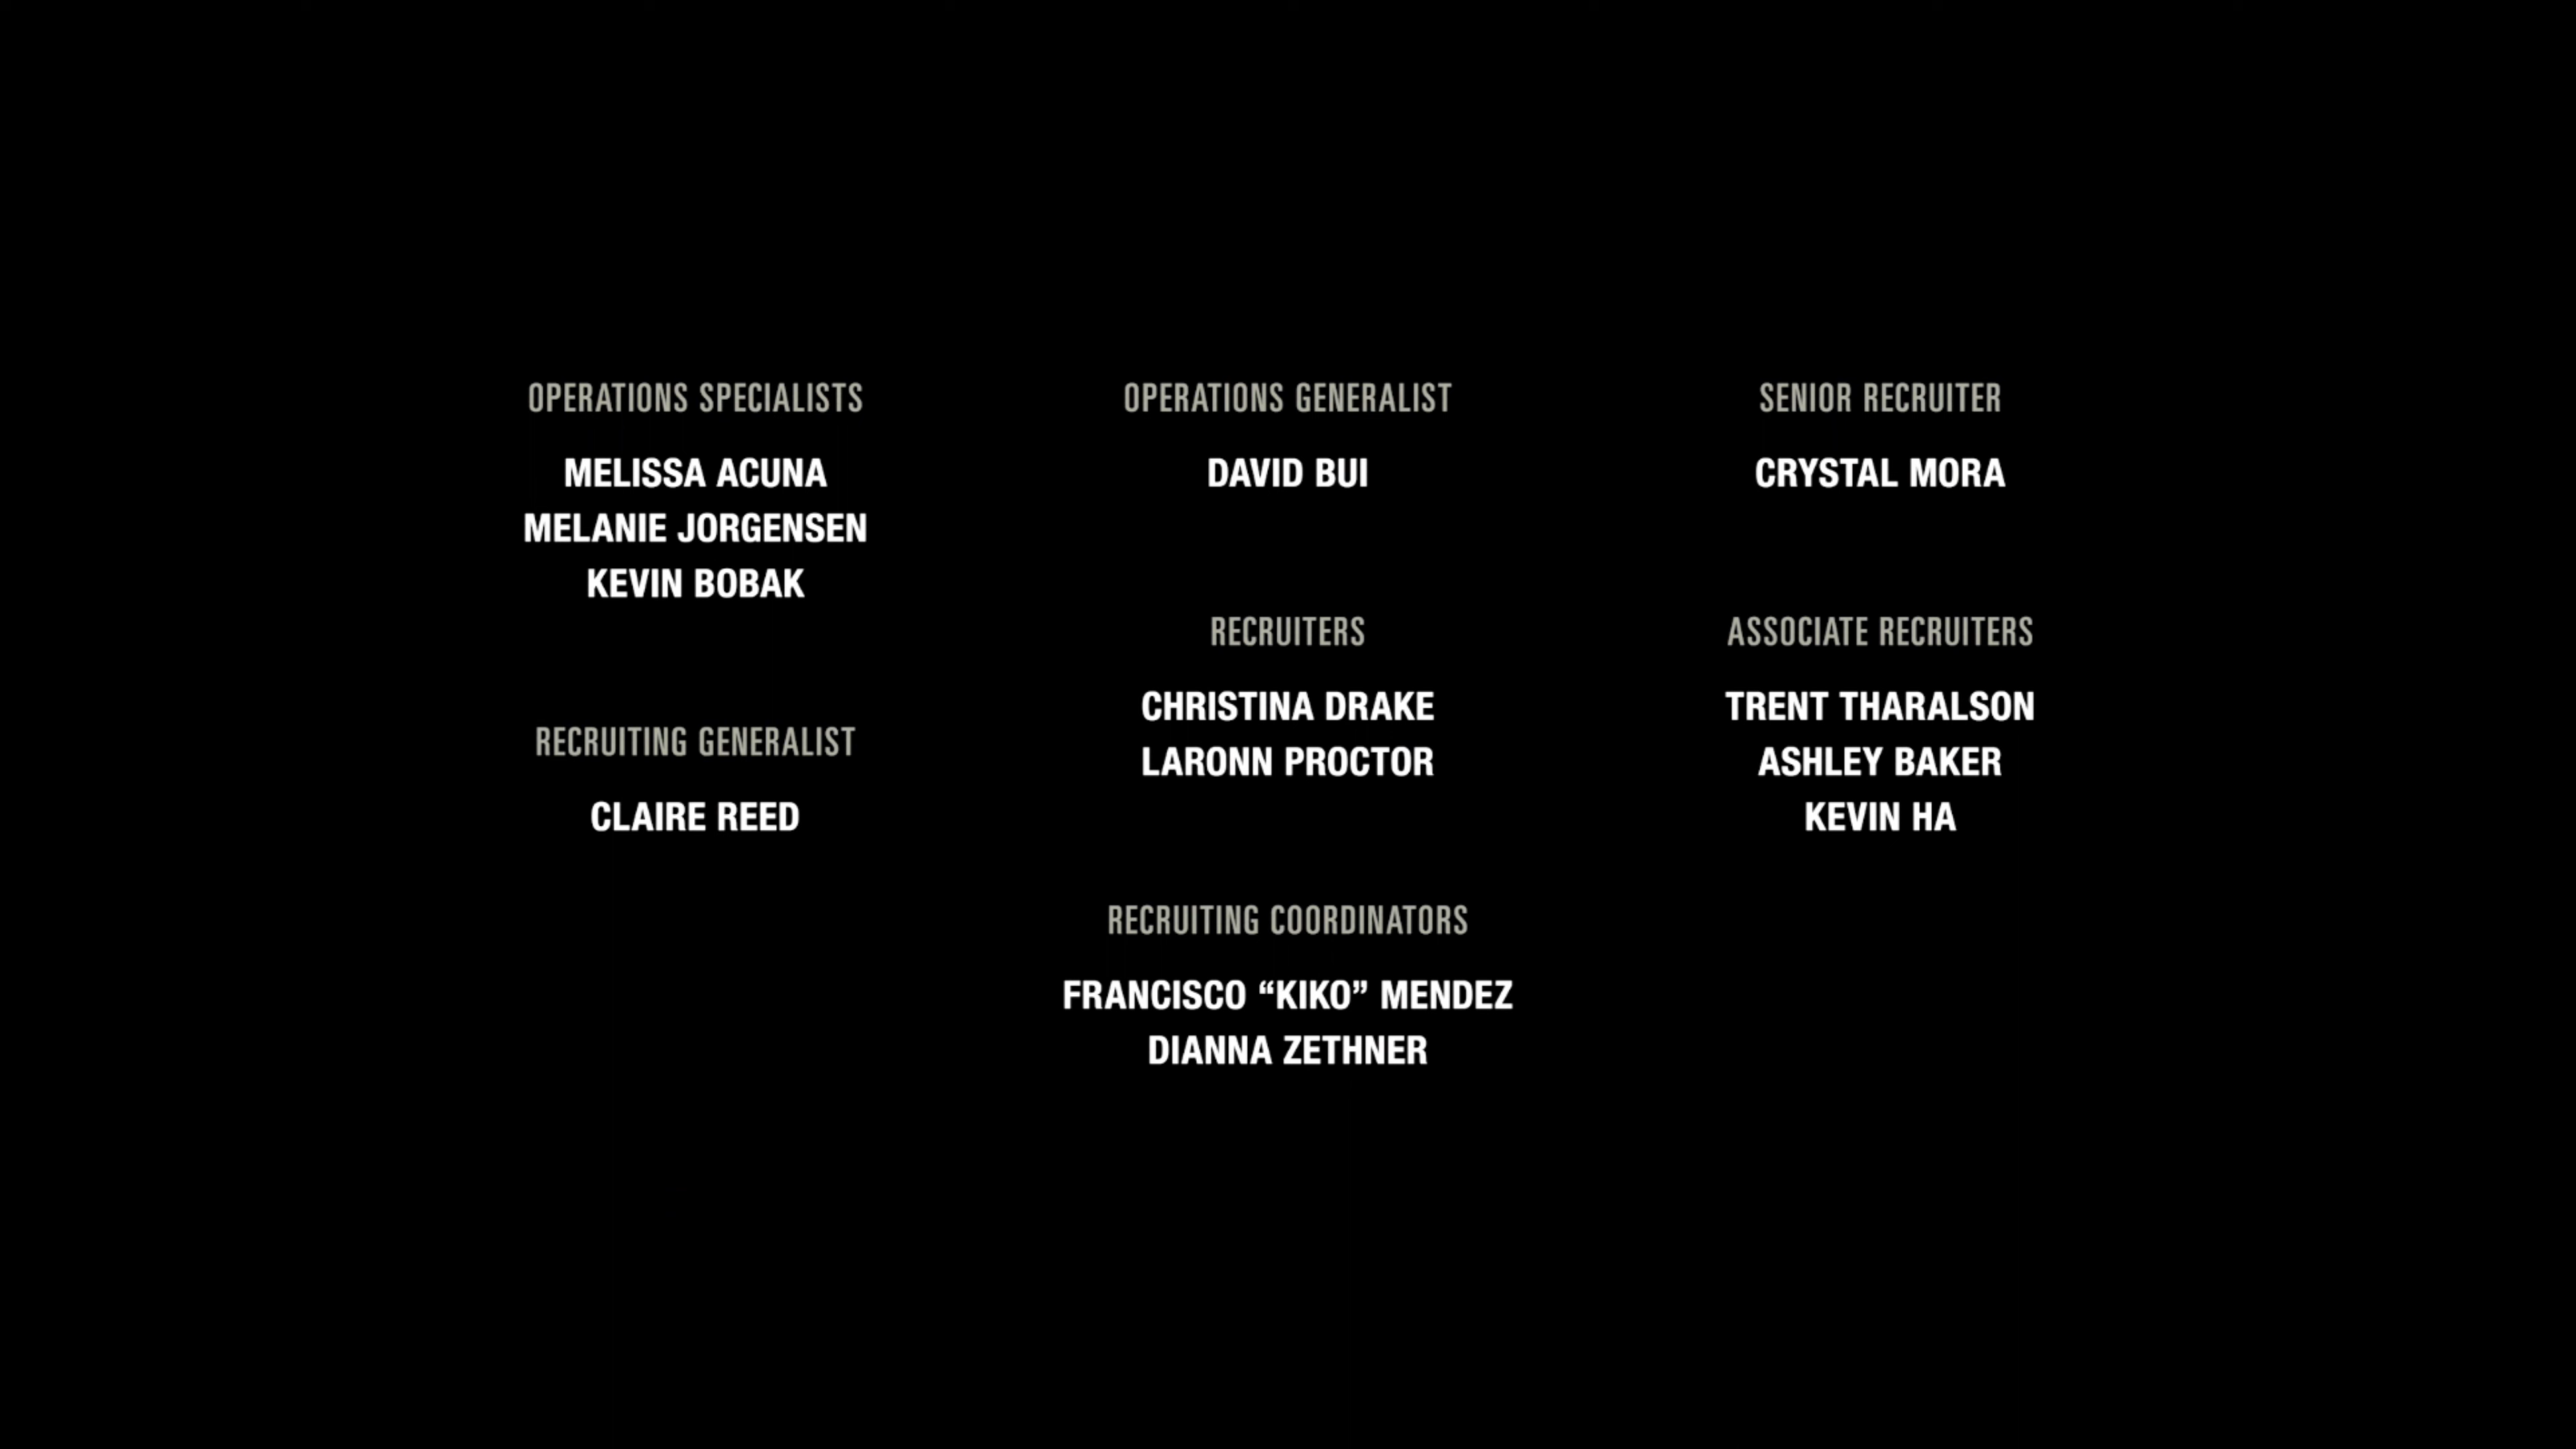 OPERATIONS SPECIALISTS
MELISSA ACUNA
MELANIE JORGENSEN
KEVIN BOBAK
RECRUITING GENERALIST
CLAIRE REED
OPERATIONS GENERALIST
DAVID BUI
RECRUITERS
CHRISTINA DRAKE
LARONN PROCTOR
RECRUITING COORDINATORS
FRANCISCO “KIKO” MENDEZ
DIANNA ZETHNER
SENIOR RECRUITER
CRYSTAL MORA
ASSOCIATE RECRUITERS
TRENT THARALSON
ASHLEY BAKER
KEVIN HA